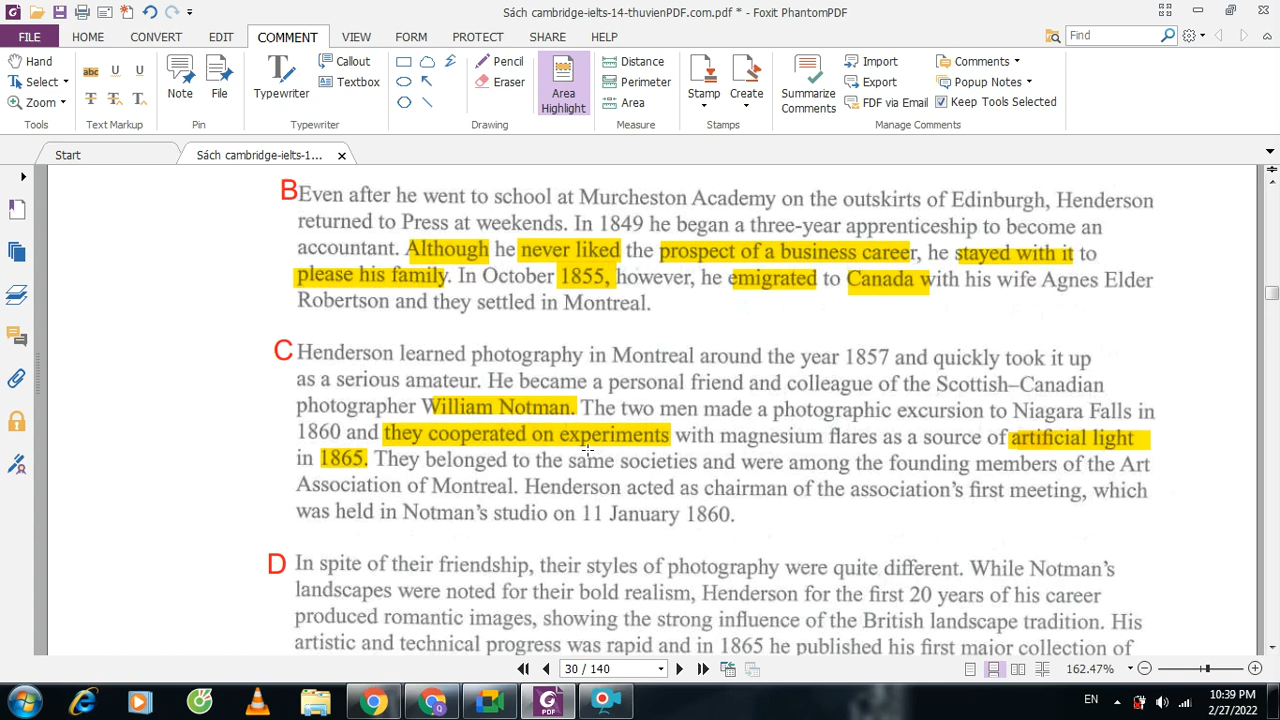 Sách cambridge-ielts-14-thuvienPDF.com.pdf * - Foxit PhantomPDF
FILE HOME CONVERT EDIT COMMENT VIEW FORM PROTECT SHARE HELP Find
Hand abc U U Callout Pencil Distance Import Comments
Select Eraser Perimeter Export Popup Notes
Zoom T T T Note File Typewriter Textbox Area Highlight Area Stamp Create Summarize Comments FDF via Email Keep Tools Selected
Tools Text Markup Pin Typewriter Drawing Measure Stamps Manage Comments
Start Sách cambridge-ielts-1...
B Even after he went to school at Murcheston Academy on the outskirts of Edinburgh, Henderson
returned to Press at weekends. In 1849 he began a three-year apprenticeship to become an
accountant. Although he never liked the prospect of a business career, he stayed with it to
please his family. In October 1855, however, he emigrated to Canada with his wife Agnes Elder
Robertson and they settled in Montreal.
C Henderson learned photography in Montreal around the year 1857 and quickly took it up
as a serious amateur. He became a personal friend and colleague of the Scottish–Canadian
photographer William Notman. The two men made a photographic excursion to Niagara Falls in
1860 and they cooperated on experiments with magnesium flares as a source of artificial light
in 1865. They belonged to the same societies and were among the founding members of the Art
Association of Montreal. Henderson acted as chairman of the association's first meeting, which
was held in Notman's studio on 11 January 1860.
D In spite of their friendship, their styles of photography were quite different. While Notman's
landscapes were noted for their bold realism, Henderson for the first 20 years of his career
produced romantic images, showing the strong influence of the British landscape tradition. His
artistic and technical progress was rapid and in 1865 he published his first major collection of
30 / 140 162.47%
PDF EN 10:39 PM
2/27/2022